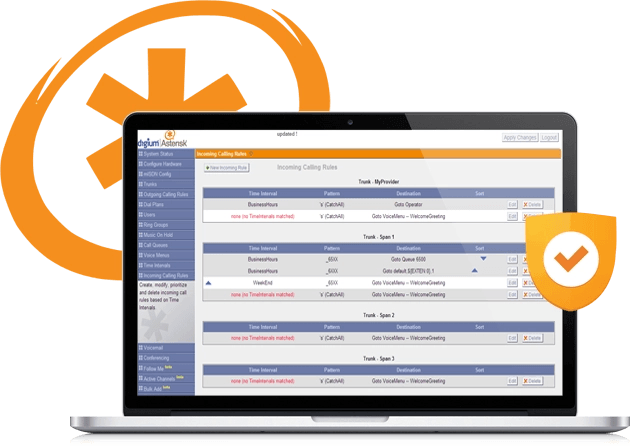 updated !
Apply Changes Logout
digium Asterisk
System Status
Configure Hardware
mISDN Config
Trunks
Outgoing Calling Rules
Dial Plans
Users
Ring Groups
Music On Hold
Call Queues
Voice Menus
Time Intervals
Incoming Calling Rules
Create, modify, prioritize
and delete incoming call
rules based on Time
Intervals.
Voicemail
Conferencing
Follow Me Beta
Active Channels Beta
Bulk Add Beta
Incoming Calling Rules
New Incoming Rule Incoming Calling Rules
Trunk - MyProvider
Time Interval Pattern Destination Sort
BusinessHours 's' (CatchAll) Goto Operator Edit Delete
none (no TimeIntervals matched) 's' (CatchAll) Goto VoiceMenu -- WelcomeGreeting Edit
Trunk - Span 1
Time Interval Pattern Destination Sort
BusinessHours _65XX Goto Queue 6500 Edit
BusinessHours _6XXX Goto default,${EXTEN:0},1 Edit
WeekEnd _6XXX Goto VoiceMenu -- WelcomeGreeting Edit Delete
none (no TimeIntervals matched) 's' (CatchAll) Goto VoiceMenu -- WelcomeGreeting Edit Delete
Trunk - Span 2
Time Interval Pattern Destination Sort
none (no TimeIntervals matched) 's' (CatchAll) Goto VoiceMenu -- WelcomeGreeting Edit Delete
Trunk - Span 3
Time Interval Pattern Destination Sort
none (no TimeIntervals matched) 's' (CatchAll) Goto VoiceMenu -- WelcomeGreeting Edit Delete